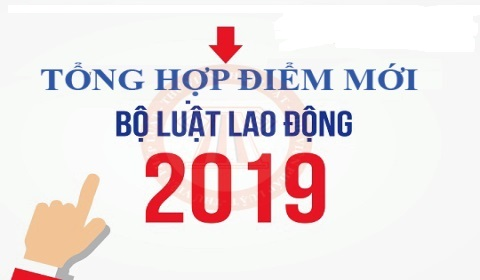 TỔNG HỢP ĐIỂM MỚI
BỘ LUẬT LAO ĐỘNG
2019